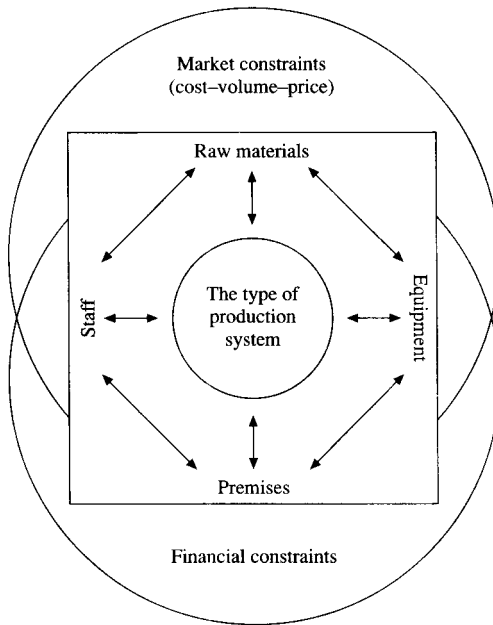 Market constraints
(cost–volume–price)
Raw materials
Staff
The type of
production
system
Equipment
Premises
Financial constraints